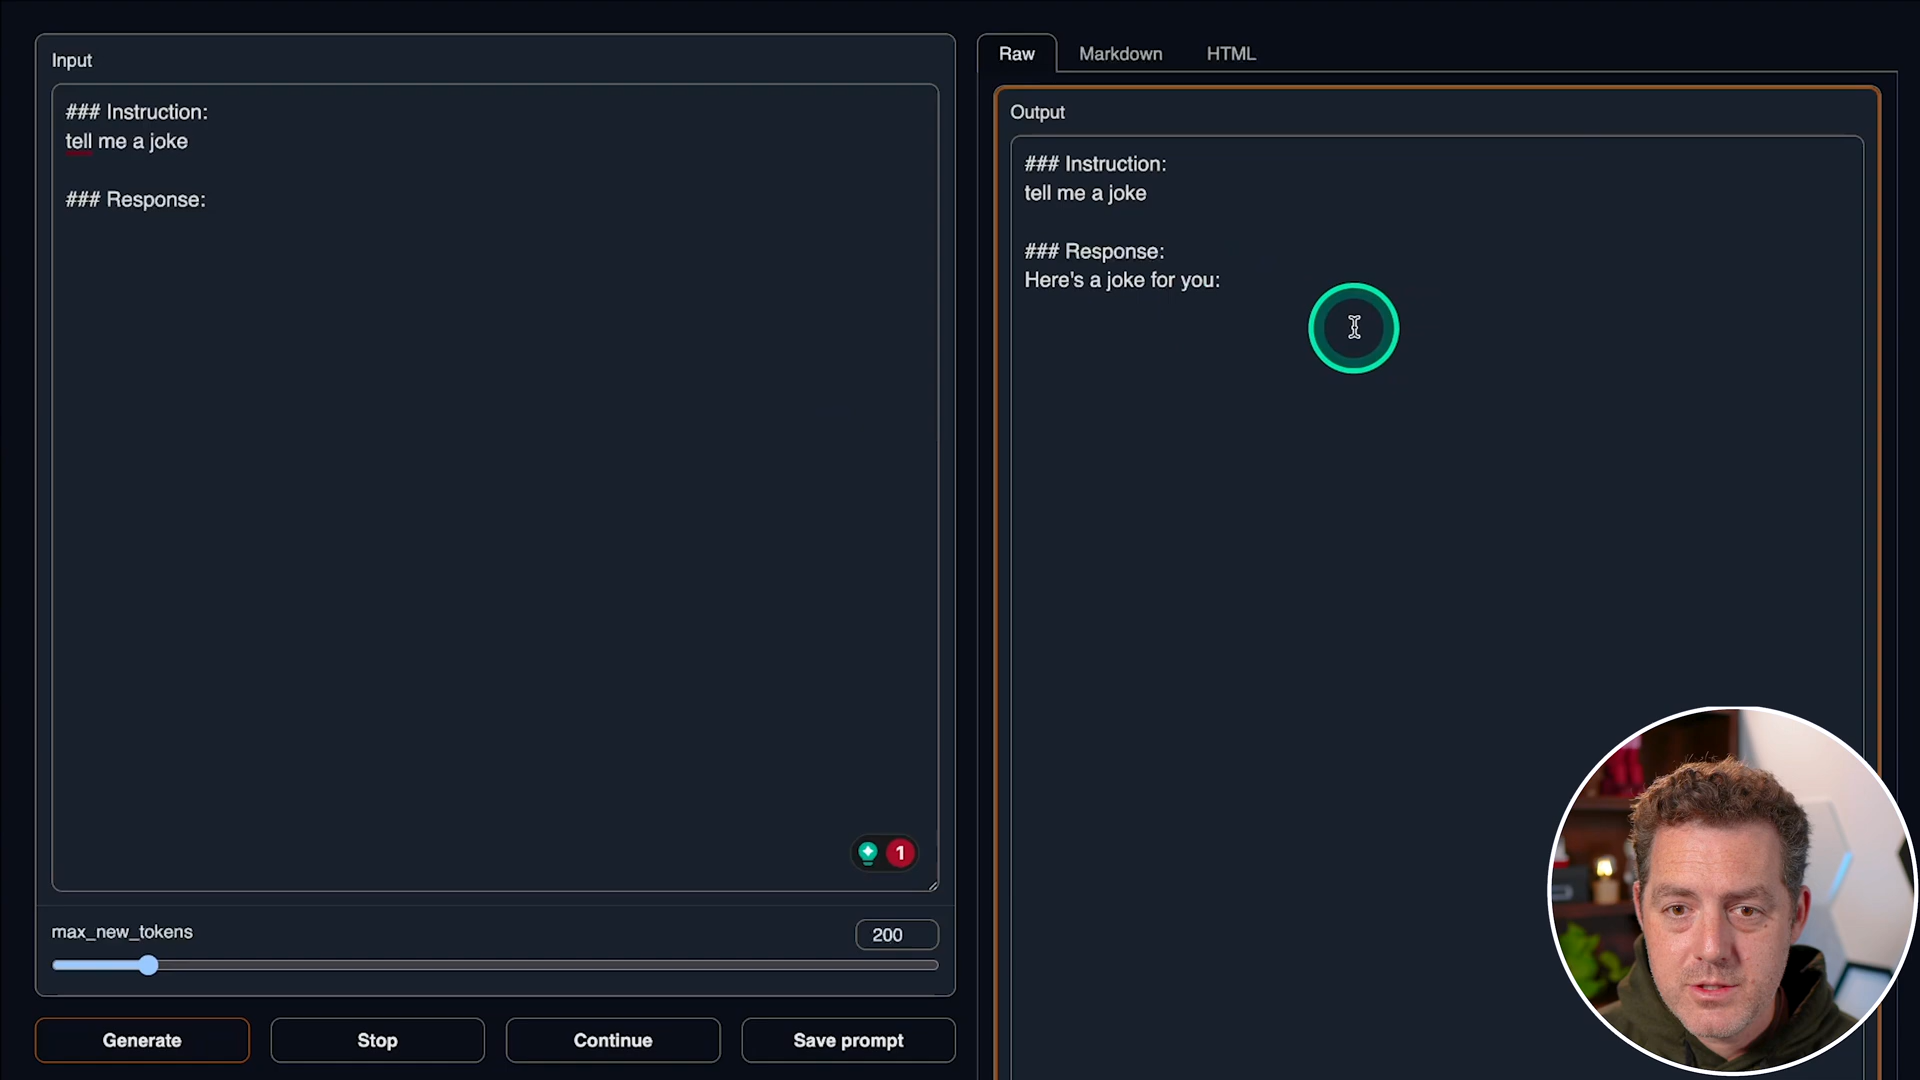 Input
### Instruction:
tell me a joke
### Response:
1
max_new_tokens
200
Generate
Stop
Continue
Save prompt
Raw
Markdown
HTML
Output
### Instruction:
tell me a joke
### Response:
Here's a joke for you: